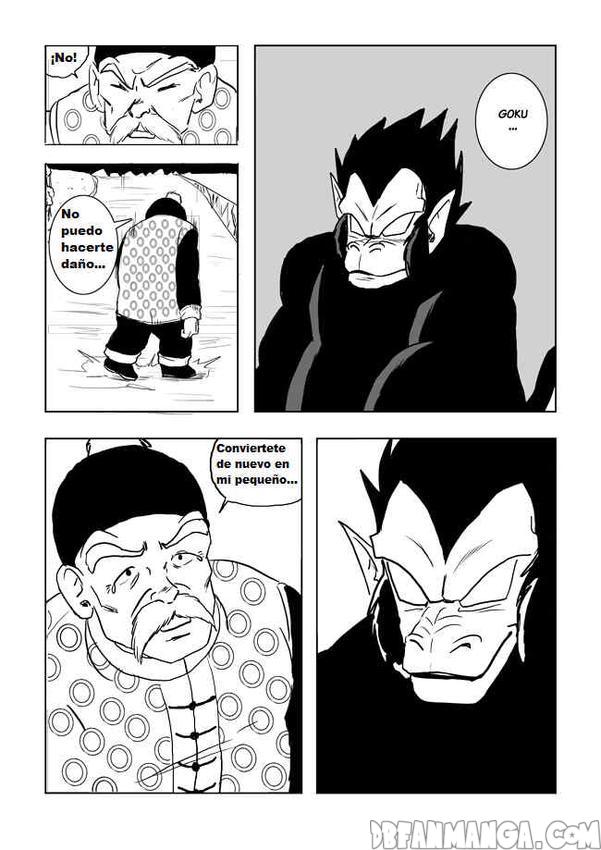 ¡No!
No
puedo
hacerte
daño...
GOKU
...
Conviertete
de nuevo en
mi pequeño...
DBFANMANGA.COM